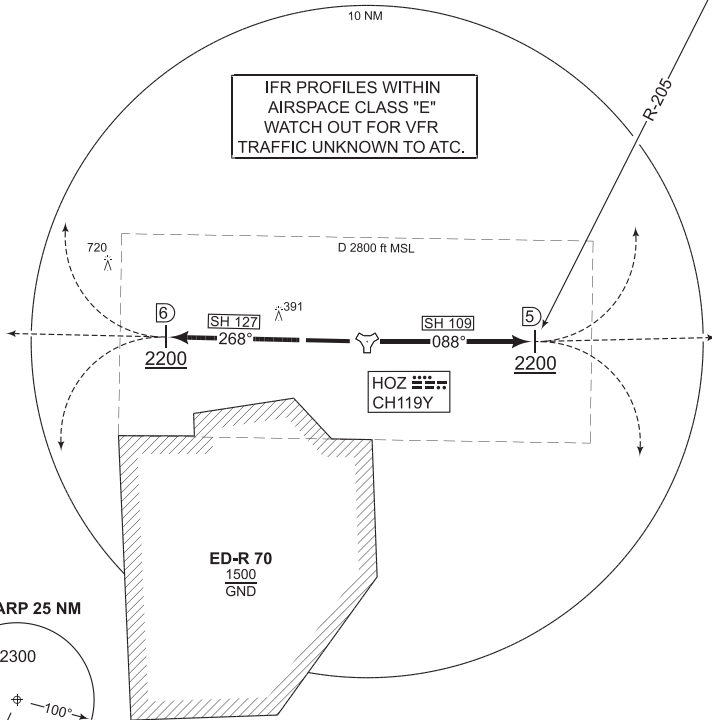 10 NM
IFR PROFILES WITHIN
AIRSPACE CLASS "E"
WATCH OUT FOR VFR
TRAFFIC UNKNOWN TO ATC.
R-205
720
D 2800 ft MSL
391
6
SH 127
268°
2200
SH 109
088°
5
2200
HOZ
CH119Y
ED-R 70
1500
GND
ARP 25 NM
2300
100°